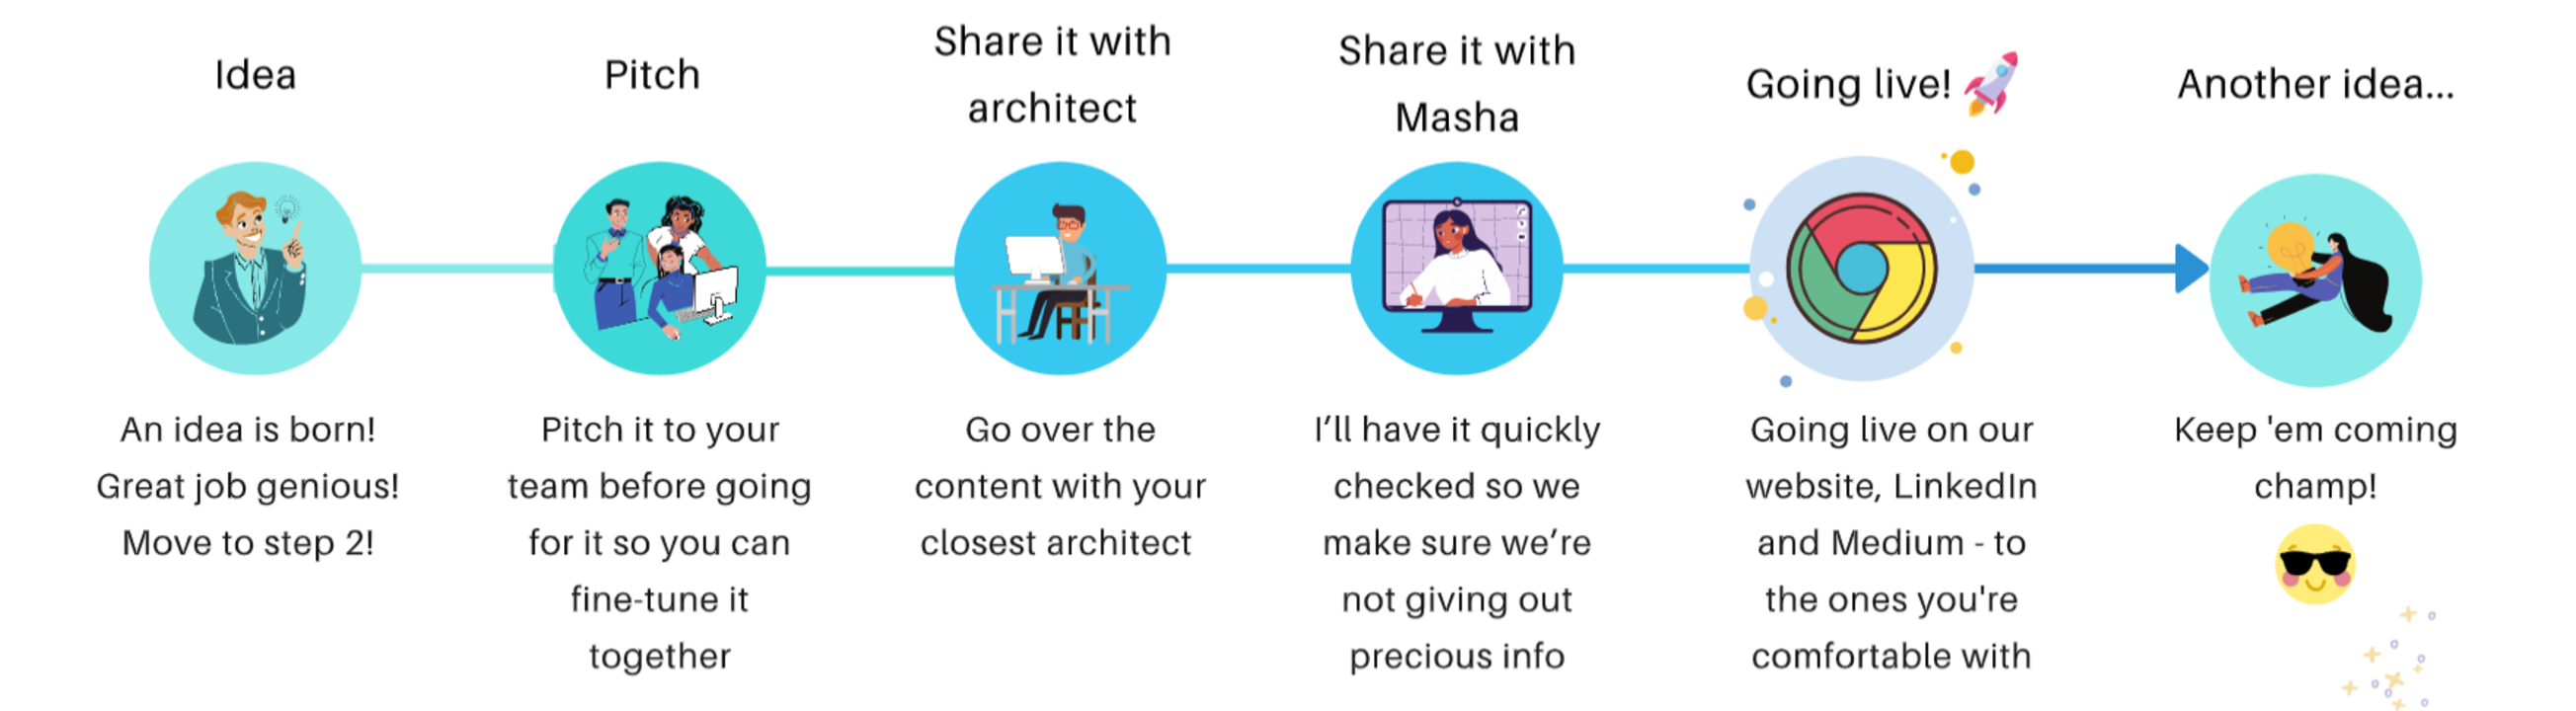 Idea
An idea is born!
Great job genious!
Move to step 2!
Pitch
Pitch it to your
team before going
for it so you can
fine-tune it
together
Share it with
architect
Go over the
content with your
closest architect
Share it with
Masha
I’ll have it quickly
checked so we
make sure we’re
not giving out
precious info
Going live! 🚀
Going live on our
website, LinkedIn
and Medium - to
the ones you're
comfortable with
Another idea...
Keep 'em coming
champ!
😎